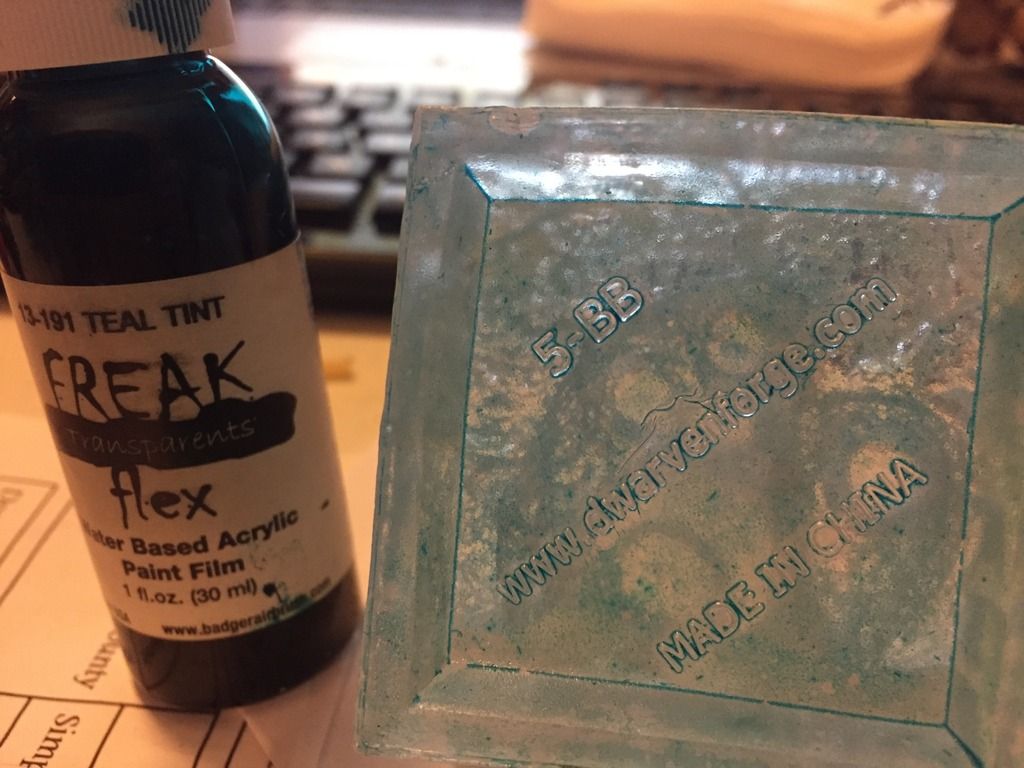 13-191 TEAL TINT
FREAK
Transparents
flex
Water Based Acrylic
Paint Film
1 fl.oz. (30 ml)
www.badgerairbrush.com
5-BB
www.dwarvenforge.com
MADE IN CHINA